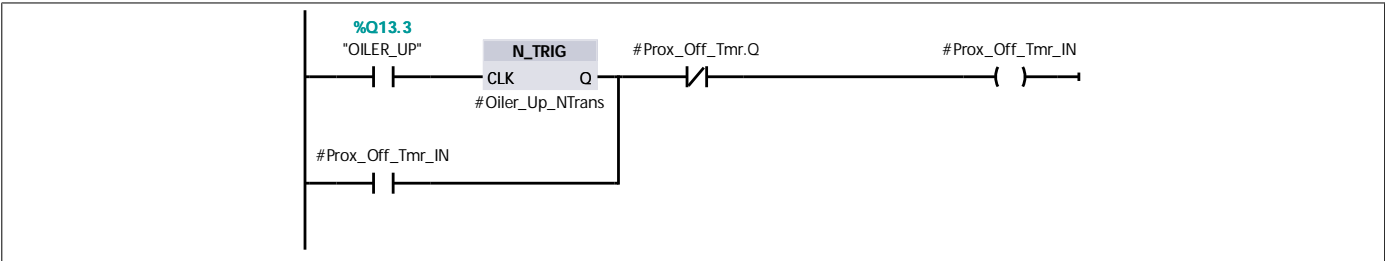 %Q13.3
"OILER_UP"
N_TRIG
#Prox_Off_Tmr.Q
#Prox_Off_Tmr_IN
CLK
Q
#Oiler_Up_NTrans
#Prox_Off_Tmr_IN